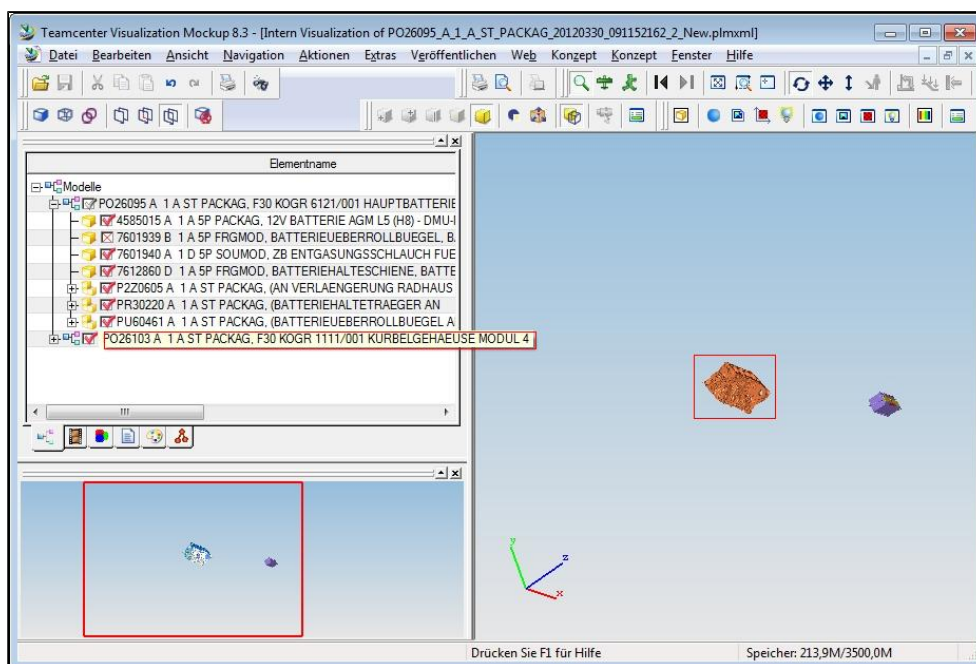 Teamcenter Visualization Mockup 8.3 - [Intern Visualization of PO26095_A_1_A_ST_PACKAG_20120330_091152162_2_New.plmxml]
Datei Bearbeiten Ansicht Navigation Aktionen Extras Veröffentlichen Web Konzept Konzept Fenster Hilfe
Elementname
Modelle
PO26095 A 1 A ST PACKAG, F30 KOGR 6121/001 HAUPTBATTERIE
4585015 A 1 A 5P PACKAG, 12V BATTERIE AGM L5 (H8) - DMU-
7601939 B 1 A 5P FRGMOD, BATTERIEUEBERROLLBUEGEL, B
7601940 A 1 D 5P SOUMOD, ZB ENTGASUNGSSCHLAUCH FUE
7612860 D 1 A 5P FRGMOD, BATTERIEHALTESCHIENE, BATTE
P2Z0605 A 1 A ST PACKAG, (AN VERLAENGERUNG RADHAUS
PR30220 A 1 A ST PACKAG, (BATTERIEHALTETRAEGER AN
PU60461 A 1 A ST PACKAG, (BATTERIEUEBERROLLBUEGEL A
PO26103 A 1 A ST PACKAG, F30 KOGR 1111/001 KURBELGEHAEUSE MODUL 4
y
z
x
Drücken Sie F1 für Hilfe
Speicher: 213,9M/3500,0M